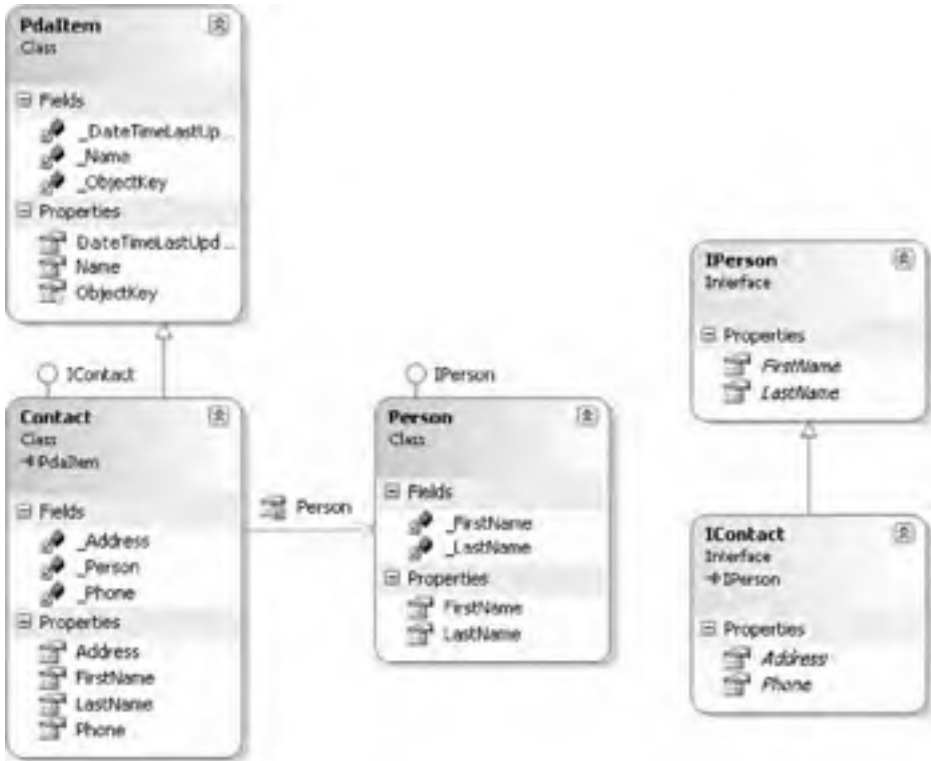 PdaItem
Class
Fields
_DateTimeLastUp...
_Name
_ObjectKey
Properties
DateTimeLastUpd...
Name
ObjectKey
IContact
Contact
Class
PdaItem
Fields
_Address
_Person
_Phone
Properties
Address
FirstName
LastName
Phone
Person
IPerson
Person
Class
Fields
_FirstName
_LastName
Properties
FirstName
LastName
IPerson
Interface
Properties
FirstName
LastName
IContact
Interface
IPerson
Properties
Address
Phone